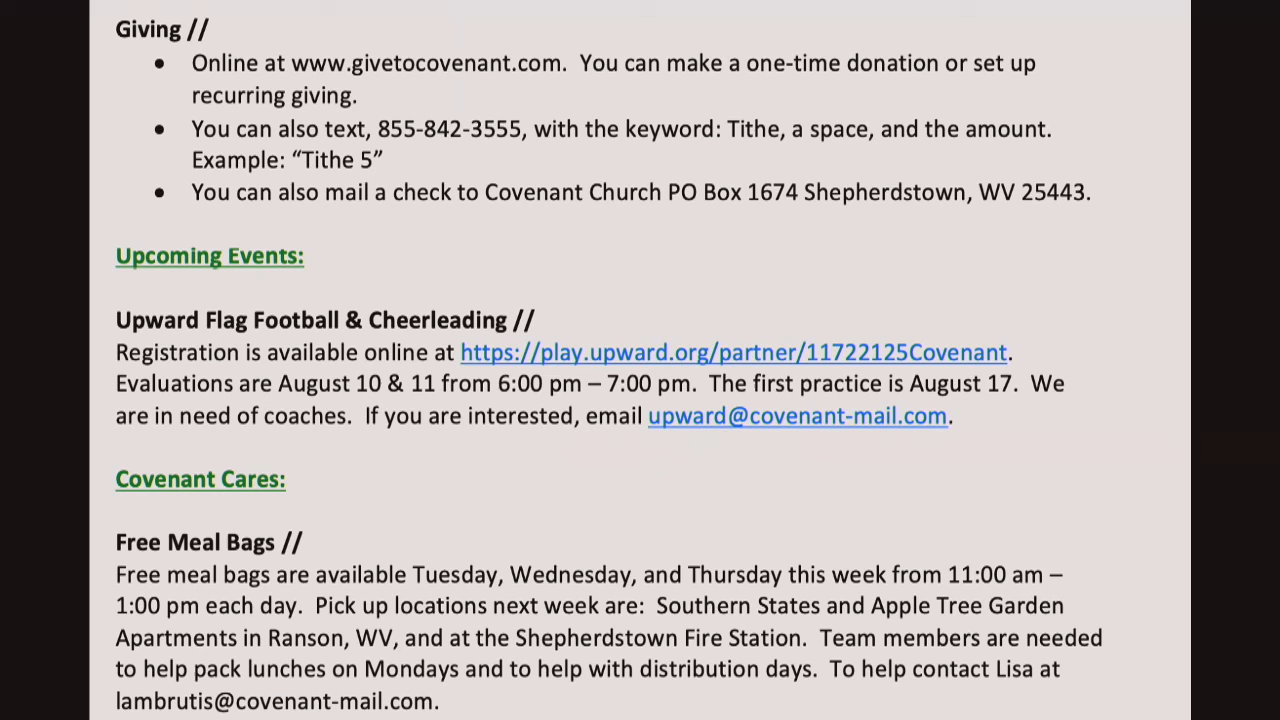 Giving //
• Online at www.givetocovenant.com.  You can make a one-time donation or set up
recurring giving.
• You can also text, 855-842-3555, with the keyword: Tithe, a space, and the amount.
Example: “Tithe 5”
• You can also mail a check to Covenant Church PO Box 1674 Shepherdstown, WV 25443.
Upcoming Events:
Upward Flag Football & Cheerleading //
Registration is available online at https://play.upward.org/partner/11722125Covenant.
Evaluations are August 10 & 11 from 6:00 pm – 7:00 pm.  The first practice is August 17.  We
are in need of coaches.  If you are interested, email upward@covenant-mail.com.
Covenant Cares:
Free Meal Bags //
Free meal bags are available Tuesday, Wednesday, and Thursday this week from 11:00 am –
1:00 pm each day.  Pick up locations next week are:  Southern States and Apple Tree Garden
Apartments in Ranson, WV, and at the Shepherdstown Fire Station.  Team members are needed
to help pack lunches on Mondays and to help with distribution days.  To help contact Lisa at
lambrutis@covenant-mail.com.